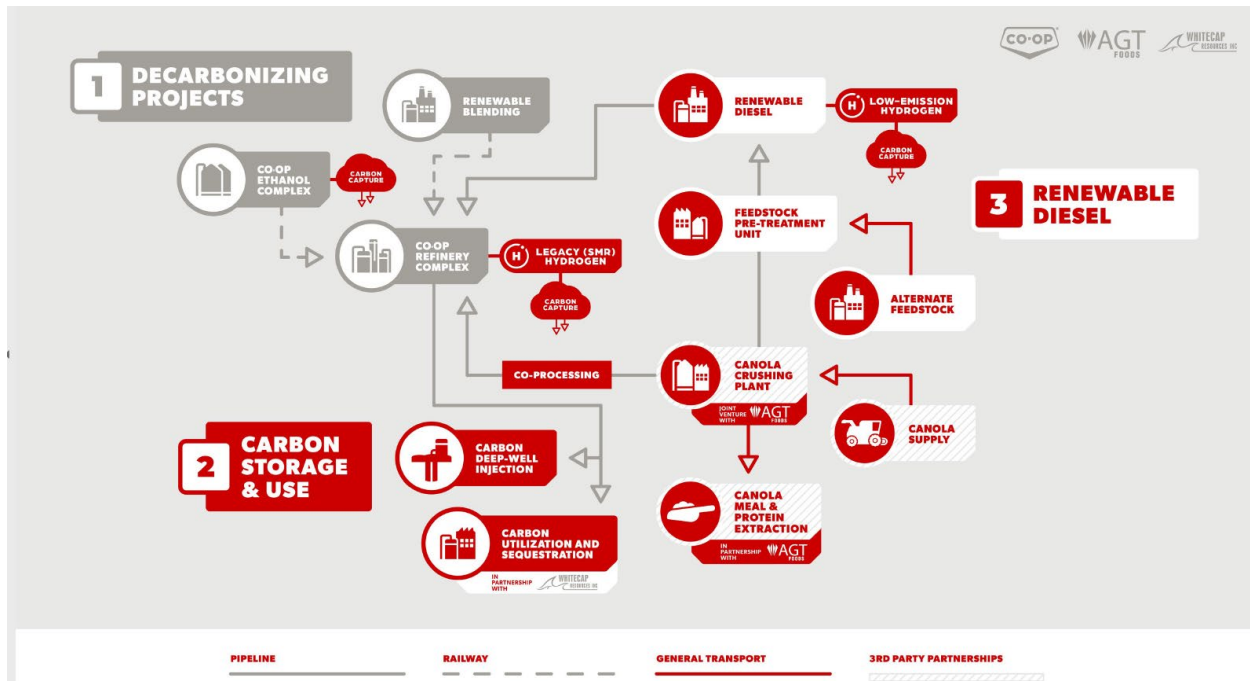 CO·OP
AGT
FOODS
WHITECAP
RESOURCES INC
1
DECARBONIZING
PROJECTS
RENEWABLE
BLENDING
CO-OP
ETHANOL
COMPLEX
CARBON
CAPTURE
CO-OP
REFINERY
COMPLEX
H
LEGACY (SMR)
HYDROGEN
CARBON
CAPTURE
RENEWABLE
DIESEL
H
LOW-EMISSION
HYDROGEN
CARBON
CAPTURE
3
RENEWABLE
DIESEL
FEEDSTOCK
PRE-TREATMENT
UNIT
ALTERNATE
FEEDSTOCK
CO-PROCESSING
CANOLA
CRUSHING
PLANT
JOINT
VENTURE
WITH
AGT
FOODS
CANOLA
SUPPLY
2
CARBON
STORAGE
& USE
CARBON
DEEP-WELL
INJECTION
CARBON
UTILIZATION AND
SEQUESTRATION
IN
PARTNERSHIP
WITH
WHITECAP
RESOURCES INC
CANOLA
MEAL &
PROTEIN
EXTRACTION
IN
PARTNERSHIP
WITH
AGT
FOODS
PIPELINE
RAILWAY
GENERAL TRANSPORT
3RD PARTY PARTNERSHIPS